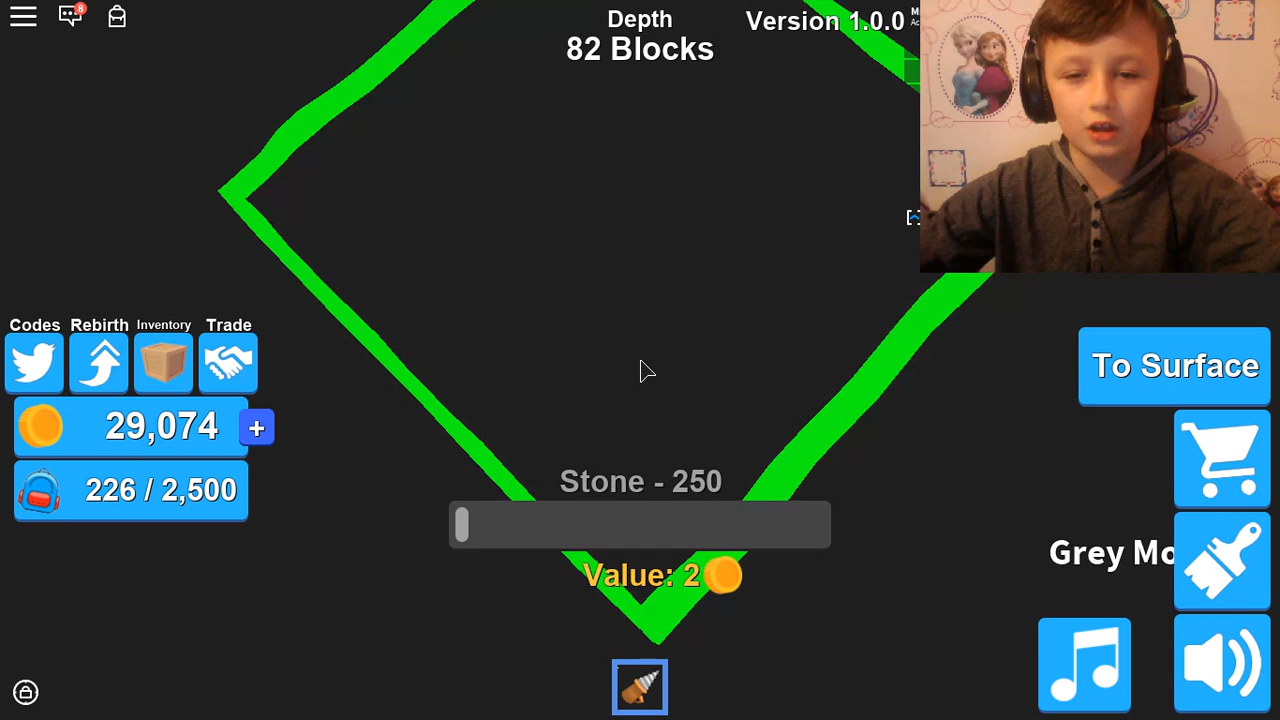 8
Depth
82 Blocks
Version 1.0.0
Codes
Rebirth
Inventory
Trade
29,074
+
226 / 2,500
To Surface
Stone - 250
Value: 2
Grey Mo